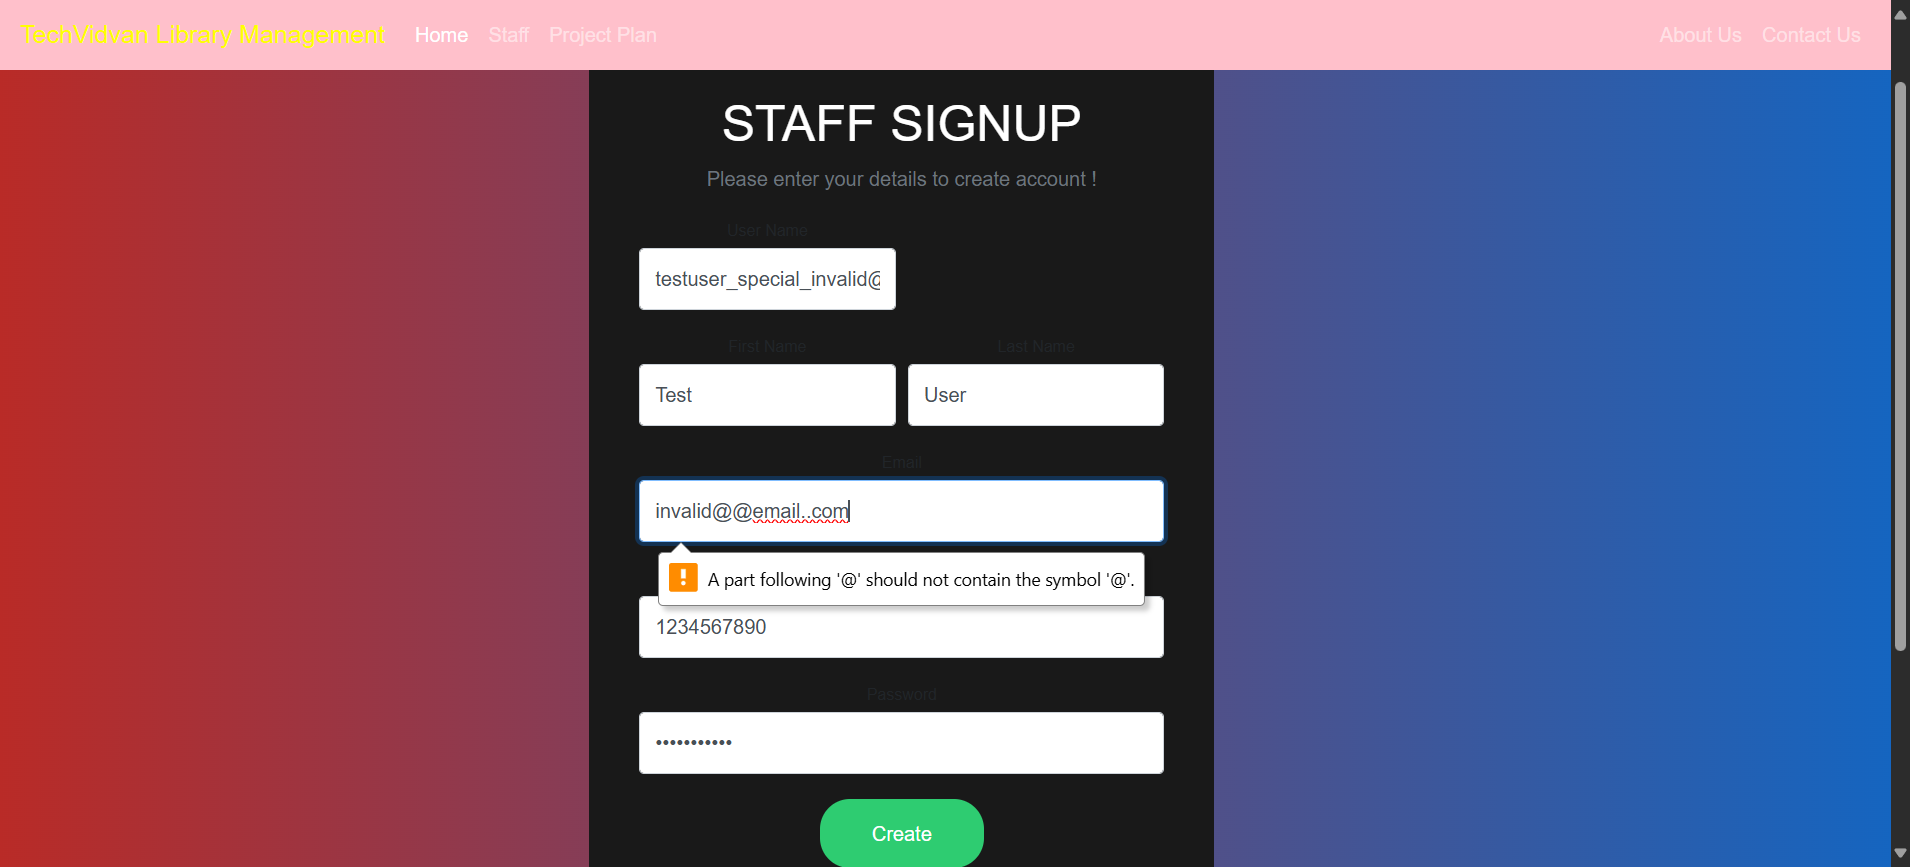 TechVidvan Library Management Home Staff Project Plan About Us Contact Us
STAFF SIGNUP
Please enter your details to create account !
User Name
testuser_special_invalid@
First Name Last Name
Test User
Email
invalid@@email..com
A part following '@' should not contain the symbol '@'.
1234567890
Password
•••••••••••
Create